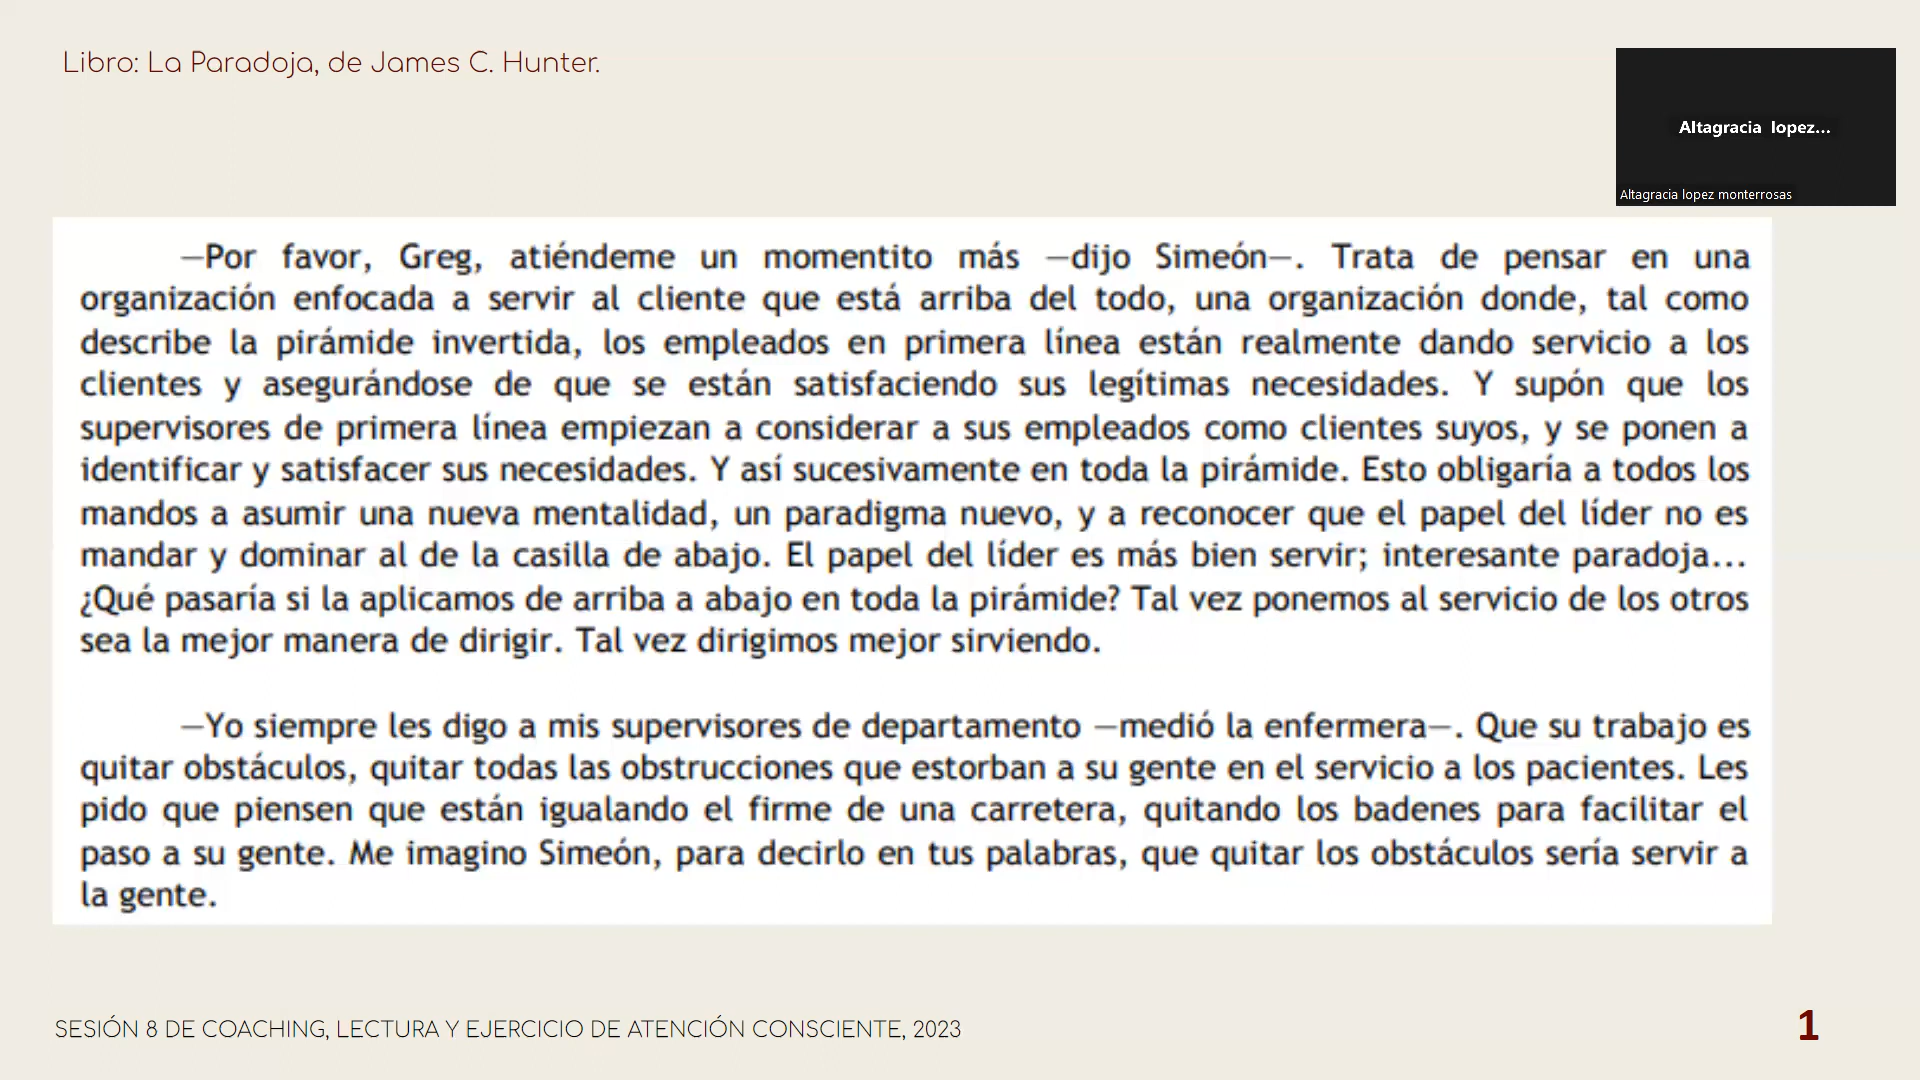 Libro: La Paradoja, de James C. Hunter.
Altagracia lopez...
Altagracia lopez monterrosas
—Por favor, Greg, atiéndeme un momentito más —dijo Simeón—. Trata de pensar en una
organización enfocada a servir al cliente que está arriba del todo, una organización donde, tal como
describe la pirámide invertida, los empleados en primera línea están realmente dando servicio a los
clientes y asegurándose de que se están satisfaciendo sus legítimas necesidades. Y supón que los
supervisores de primera línea empiezan a considerar a sus empleados como clientes suyos, y se ponen a
identificar y satisfacer sus necesidades. Y así sucesivamente en toda la pirámide. Esto obligaría a todos los
mandos a asumir una nueva mentalidad, un paradigma nuevo, y a reconocer que el papel del líder no es
mandar y dominar al de la casilla de abajo. El papel del líder es más bien servir; interesante paradoja...
¿Qué pasaría si la aplicamos de arriba a abajo en toda la pirámide? Tal vez ponemos al servicio de los otros
sea la mejor manera de dirigir. Tal vez dirigimos mejor sirviendo.
—Yo siempre les digo a mis supervisores de departamento —medió la enfermera—. Que su trabajo es
quitar obstáculos, quitar todas las obstrucciones que estorban a su gente en el servicio a los pacientes. Les
pido que piensen que están igualando el firme de una carretera, quitando los badenes para facilitar el
paso a su gente. Me imagino Simeón, para decirlo en tus palabras, que quitar los obstáculos sería servir a
la gente.
SESIÓN 8 DE COACHING, LECTURA Y EJERCICIO DE ATENCIÓN CONSCIENTE, 2023
1